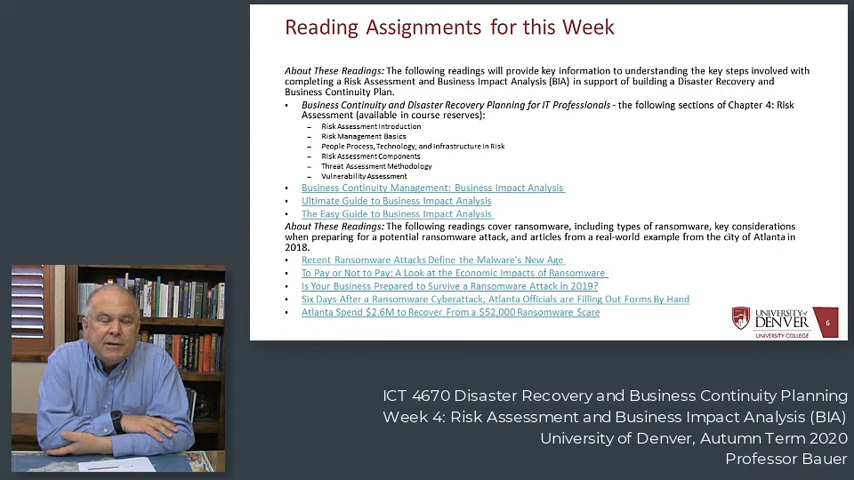 Reading Assignments for this Week
About These Readings: The following readings will provide key information to understanding the key steps involved with
completing a Risk Assessment and Business Impact Analysis (BIA) in support of building a Disaster Recovery and
Business Continuity Plan.
• Business Continuity and Disaster Recovery Planning for IT Professionals - the following sections of Chapter 4: Risk
Assessment (available in course reserves):
– Risk Assessment Introduction
– Risk Management Basics
– People Process, Technology, and Infrastructure in Risk
– Risk Assessment Components
– Threat Assessment Methodology
– Vulnerability Assessment
• Business Continuity Management: Business Impact Analysis
• Ultimate Guide to Business Impact Analysis
• The Easy Guide to Business Impact Analysis
About These Readings: The following readings cover ransomware, including types of ransomware, key considerations
when preparing for a potential ransomware attack, and articles from a real-world example from the city of Atlanta in
2018.
• Recent Ransomware Attacks Define the Malware's New Age
• To Pay or Not to Pay: A Look at the Economic Impacts of Ransomware
• Is Your Business Prepared to Survive a Ransomware Attack in 2019?
• Six Days After a Ransomware Cyberattack, Atlanta Officials are Filling Out Forms By Hand
• Atlanta Spend $2.6M to Recover From a $52,000 Ransomware Scare
UNIVERSITY of
DENVER
UNIVERSITY COLLEGE
6
ICT 4670 Disaster Recovery and Business Continuity Planning
Week 4: Risk Assessment and Business Impact Analysis (BIA)
University of Denver, Autumn Term 2020
Professor Bauer